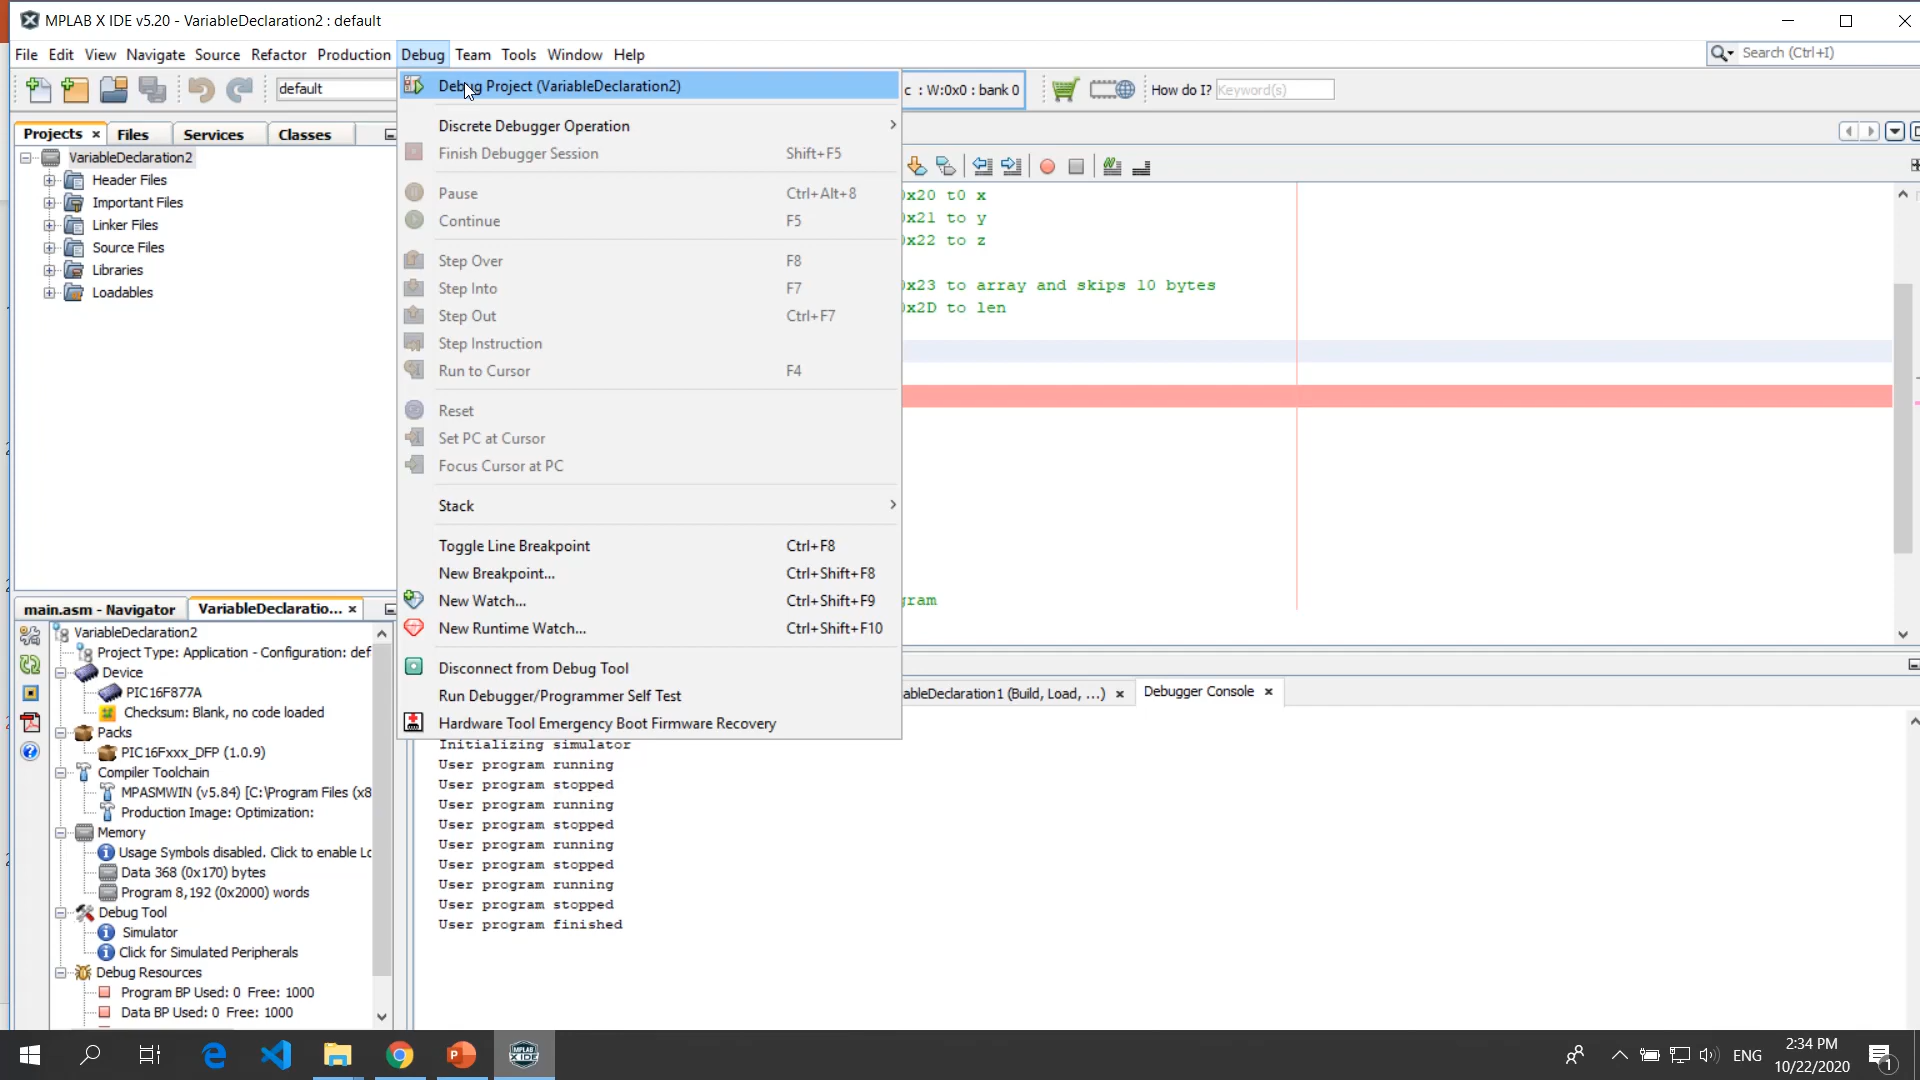 MPLAB X IDE v5.20 - VariableDeclaration2 : default
File Edit View Navigate Source Refactor Production Debug Team Tools Window Help
Search (Ctrl+I)
default
c : W:0x0 : bank 0
How do I? Keyword(s)
Projects Files Services Classes
VariableDeclaration2
Header Files
Important Files
Linker Files
Source Files
Libraries
Loadables
Debug Project (VariableDeclaration2)
Discrete Debugger Operation
Finish Debugger Session Shift+F5
Pause Ctrl+Alt+8
Continue F5
Step Over F8
Step Into F7
Step Out Ctrl+F7
Step Instruction
Run to Cursor F4
Reset
Set PC at Cursor
Focus Cursor at PC
Stack
Toggle Line Breakpoint Ctrl+F8
New Breakpoint... Ctrl+Shift+F8
New Watch... Ctrl+Shift+F9
New Runtime Watch... Ctrl+Shift+F10
Disconnect from Debug Tool
Run Debugger/Programmer Self Test
Hardware Tool Emergency Boot Firmware Recovery
0x20 t0 x
0x21 to y
0x22 to z
0x23 to array and skips 10 bytes
0x2D to len
gram
main.asm - Navigator VariableDeclaratio...
VariableDeclaration2
Project Type: Application - Configuration: def
Device
PIC16F877A
Checksum: Blank, no code loaded
Packs
PIC16Fxxx_DFP (1.0.9)
Compiler Toolchain
MPASMWIN (v5.84) [C:\Program Files (x8
Production Image: Optimization:
Memory
Usage Symbols disabled. Click to enable Lo
Data 368 (0x170) bytes
Program 8,192 (0x2000) words
Debug Tool
Simulator
Click for Simulated Peripherals
Debug Resources
Program BP Used: 0 Free: 1000
Data BP Used: 0 Free: 1000
ableDeclaration1 (Build, Load, ...) Debugger Console
Initializing simulator
User program running
User program stopped
User program running
User program stopped
User program running
User program stopped
User program running
User program stopped
User program finished
MPLAB
X IDE
ENG
2:34 PM
10/22/2020
1